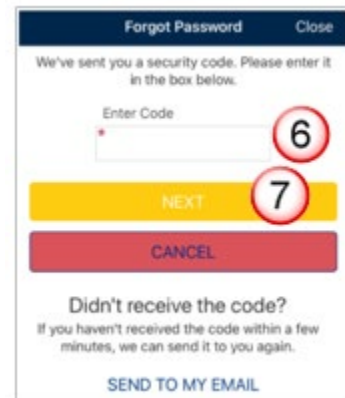 Forgot Password Close
We've sent you a security code. Please enter it
in the box below.
Enter Code
*
6
NEXT
7
CANCEL
Didn't receive the code?
If you haven't received the code within a few
minutes, we can send it to you again.
SEND TO MY EMAIL